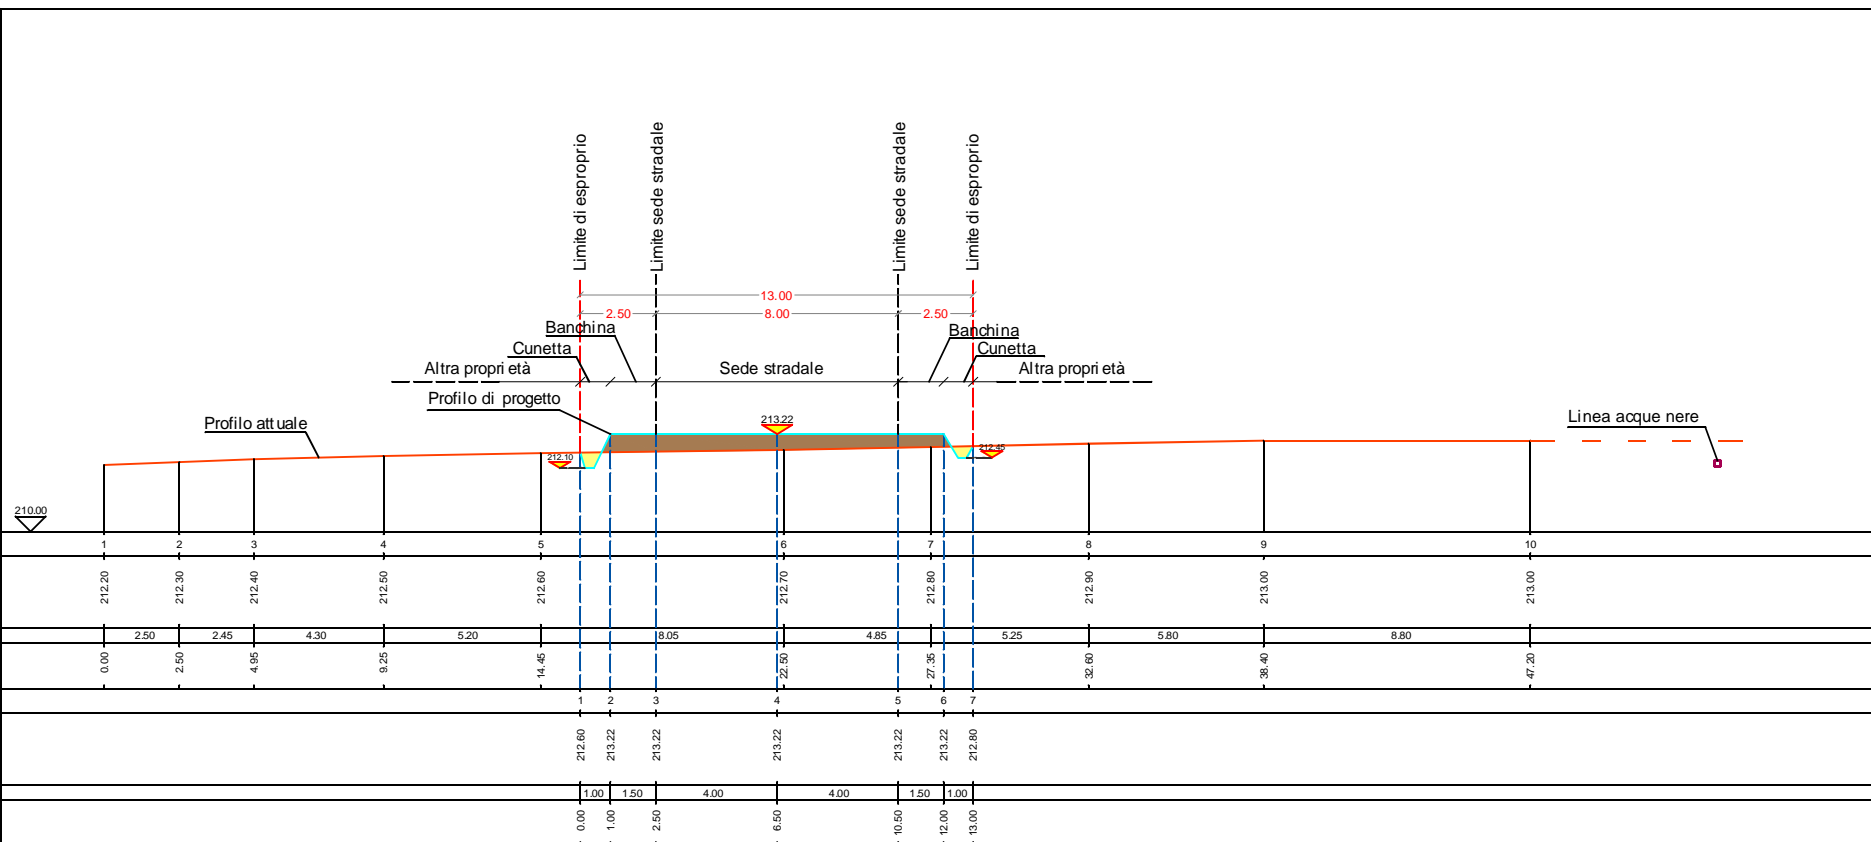 Limite di esproprio
Limite sede stradale
Limite sede stradale
Limite di esproprio
13.00
2.50 8.00 2.50
Banchina Banchina
Cunetta Cunetta
Altra proprietà Sede stradale Altra proprietà
Profilo di progetto
Profilo attuale 213.22 Linea acque nere
212.10 212.45
210.00
1 2 3 4 5 6 7 8 9 10
212.20 212.30 212.40 212.50 212.60 212.70 212.80 212.90 213.00 213.00
2.50 2.45 4.30 5.20 8.05 4.85 5.25 5.80 8.80
0.00 2.50 4.95 9.25 14.45 22.50 27.35 32.60 38.40 47.20
1 2 3 4 5 6 7
212.60 213.22 213.22 213.22 213.22 213.22 212.80
1.00 1.50 4.00 4.00 1.50 1.00
0.00 1.00 2.50 6.50 10.50 12.00 13.00